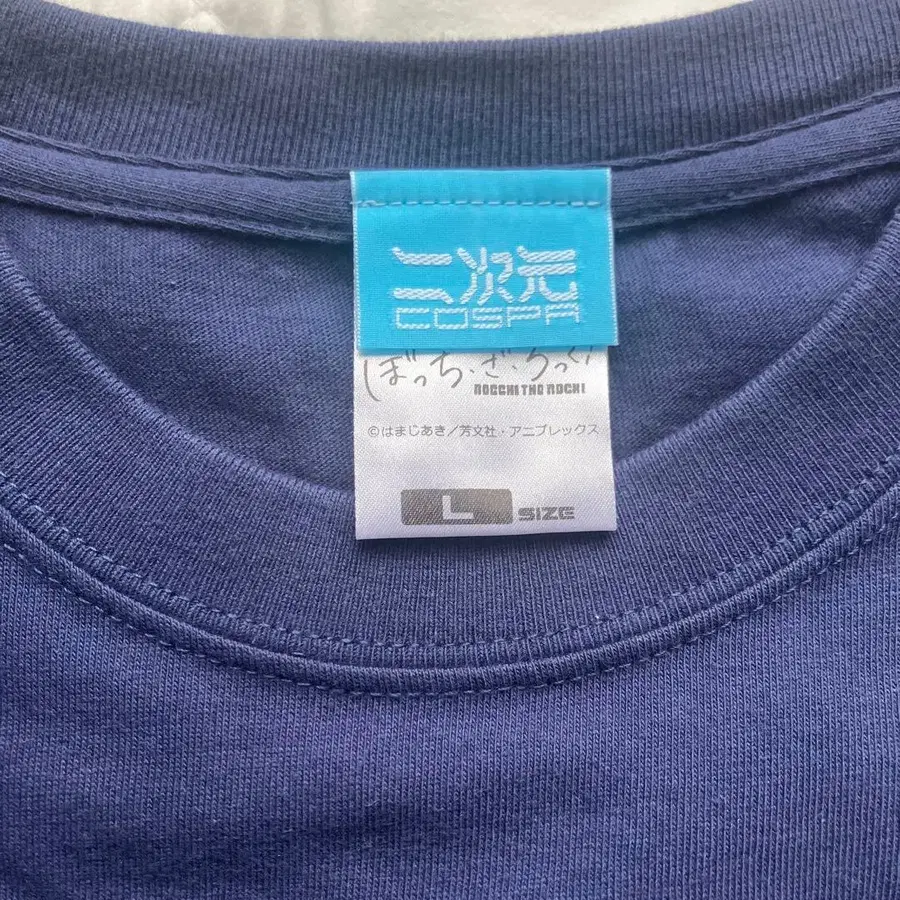 二次元
COSPA
ぼっち・ざ・ろっく!
BOCCHI THE ROCK!
©はまじあき/芳文社・アニプレックス
L SIZE